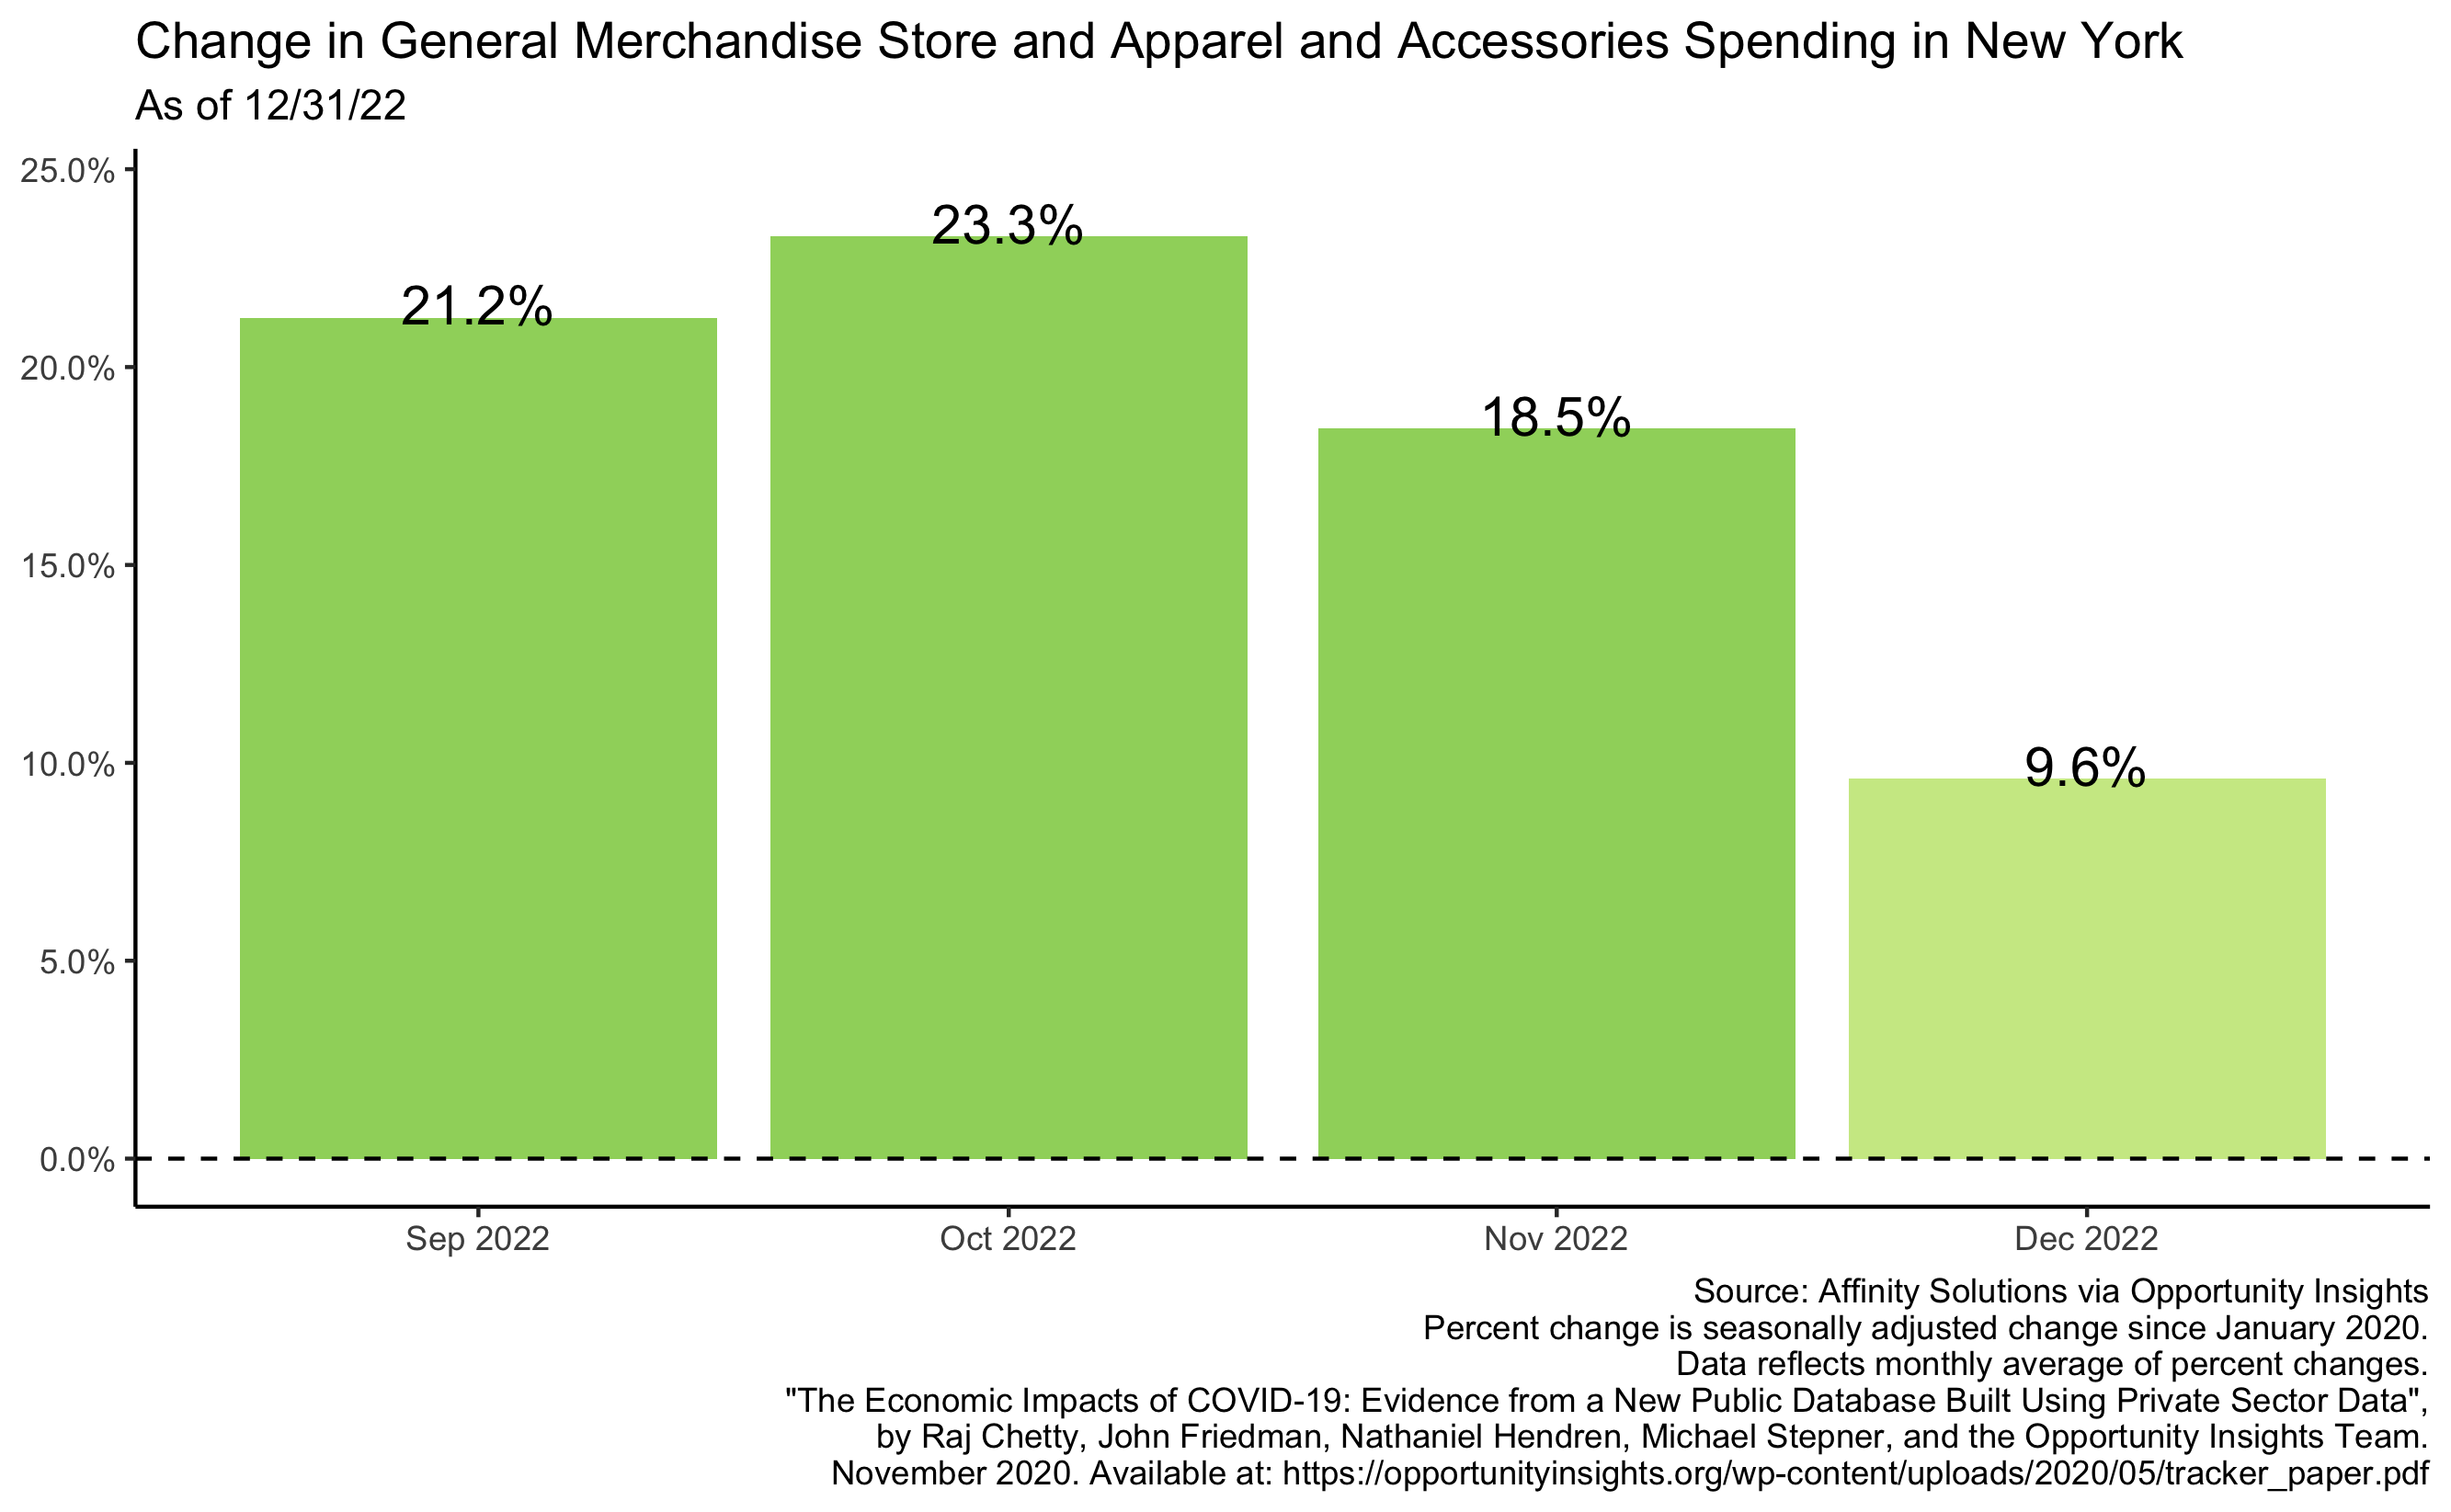 Change in General Merchandise Store and Apparel and Accessories Spending in New York
As of 12/31/22
25.0%
20.0%
15.0%
10.0%
5.0%
0.0%
21.2%
23.3%
18.5%
9.6%
Sep 2022
Oct 2022
Nov 2022
Dec 2022
Source: Affinity Solutions via Opportunity Insights
Percent change is seasonally adjusted change since January 2020.
Data reflects monthly average of percent changes.
"The Economic Impacts of COVID-19: Evidence from a New Public Database Built Using Private Sector Data",
by Raj Chetty, John Friedman, Nathaniel Hendren, Michael Stepner, and the Opportunity Insights Team.
November 2020. Available at: https://opportunityinsights.org/wp-content/uploads/2020/05/tracker_paper.pdf